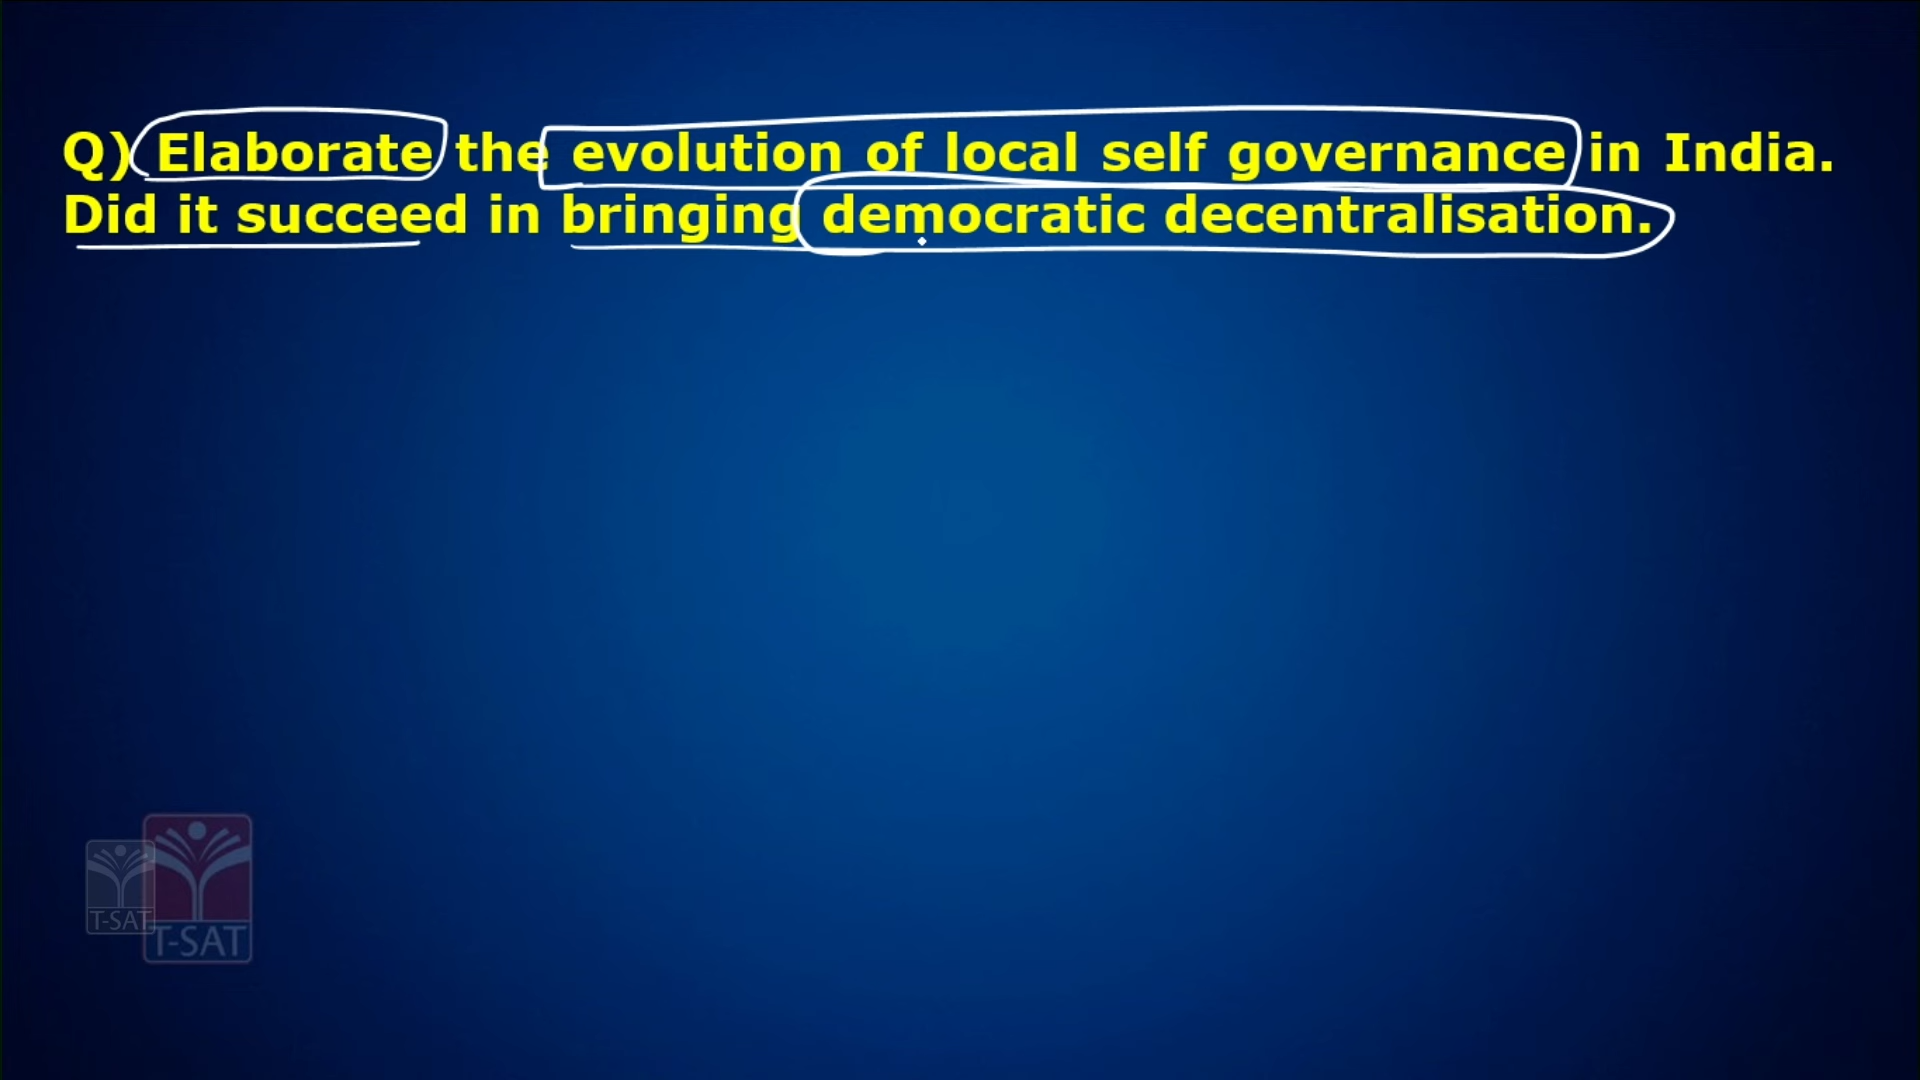 Q) Elaborate the evolution of local self governance in India.
Did it succeed in bringing democratic decentralisation.
T-SAT
T-SAT